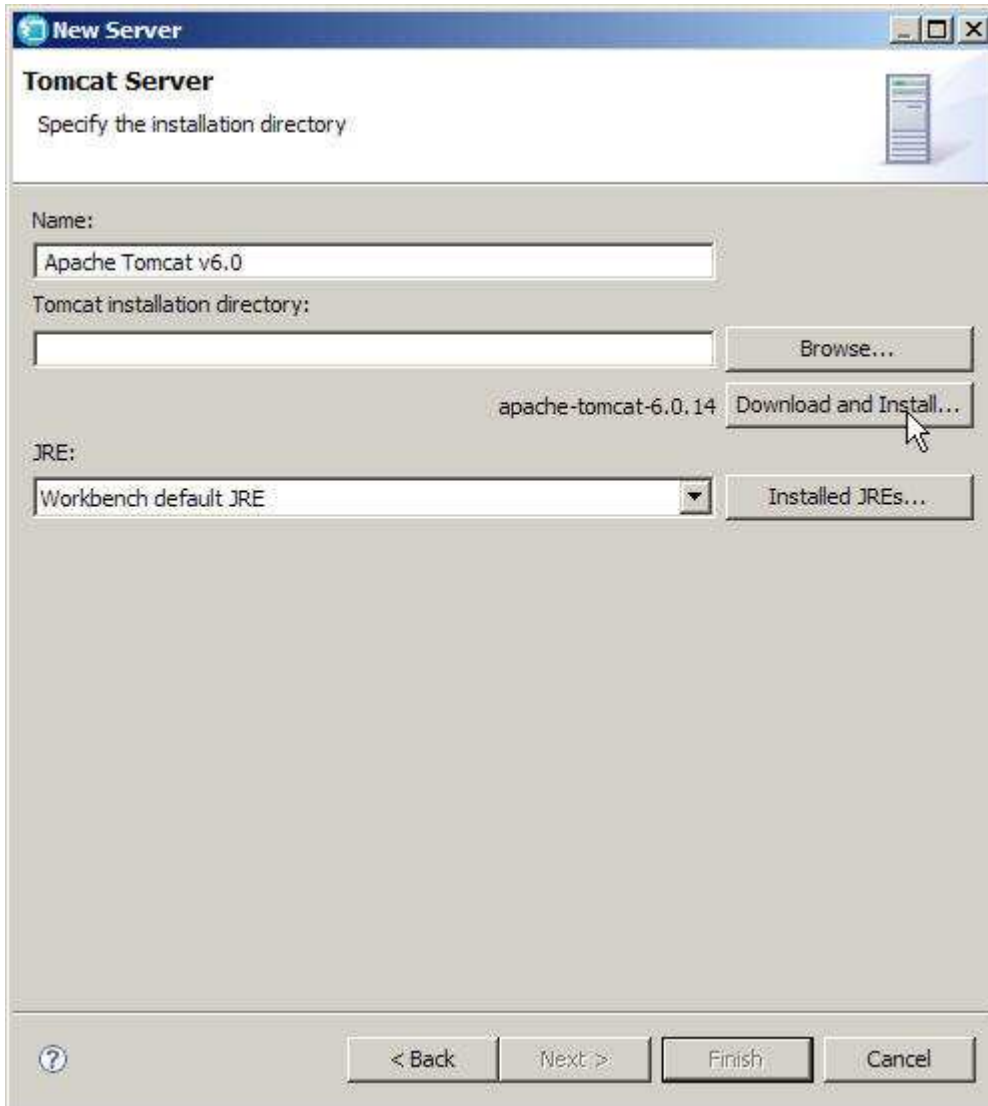 New Server
Tomcat Server
Specify the installation directory
Name:
Apache Tomcat v6.0
Tomcat installation directory:
Browse...
apache-tomcat-6.0.14 Download and Install...
JRE:
Workbench default JRE Installed JREs...
? < Back Next > Finish Cancel